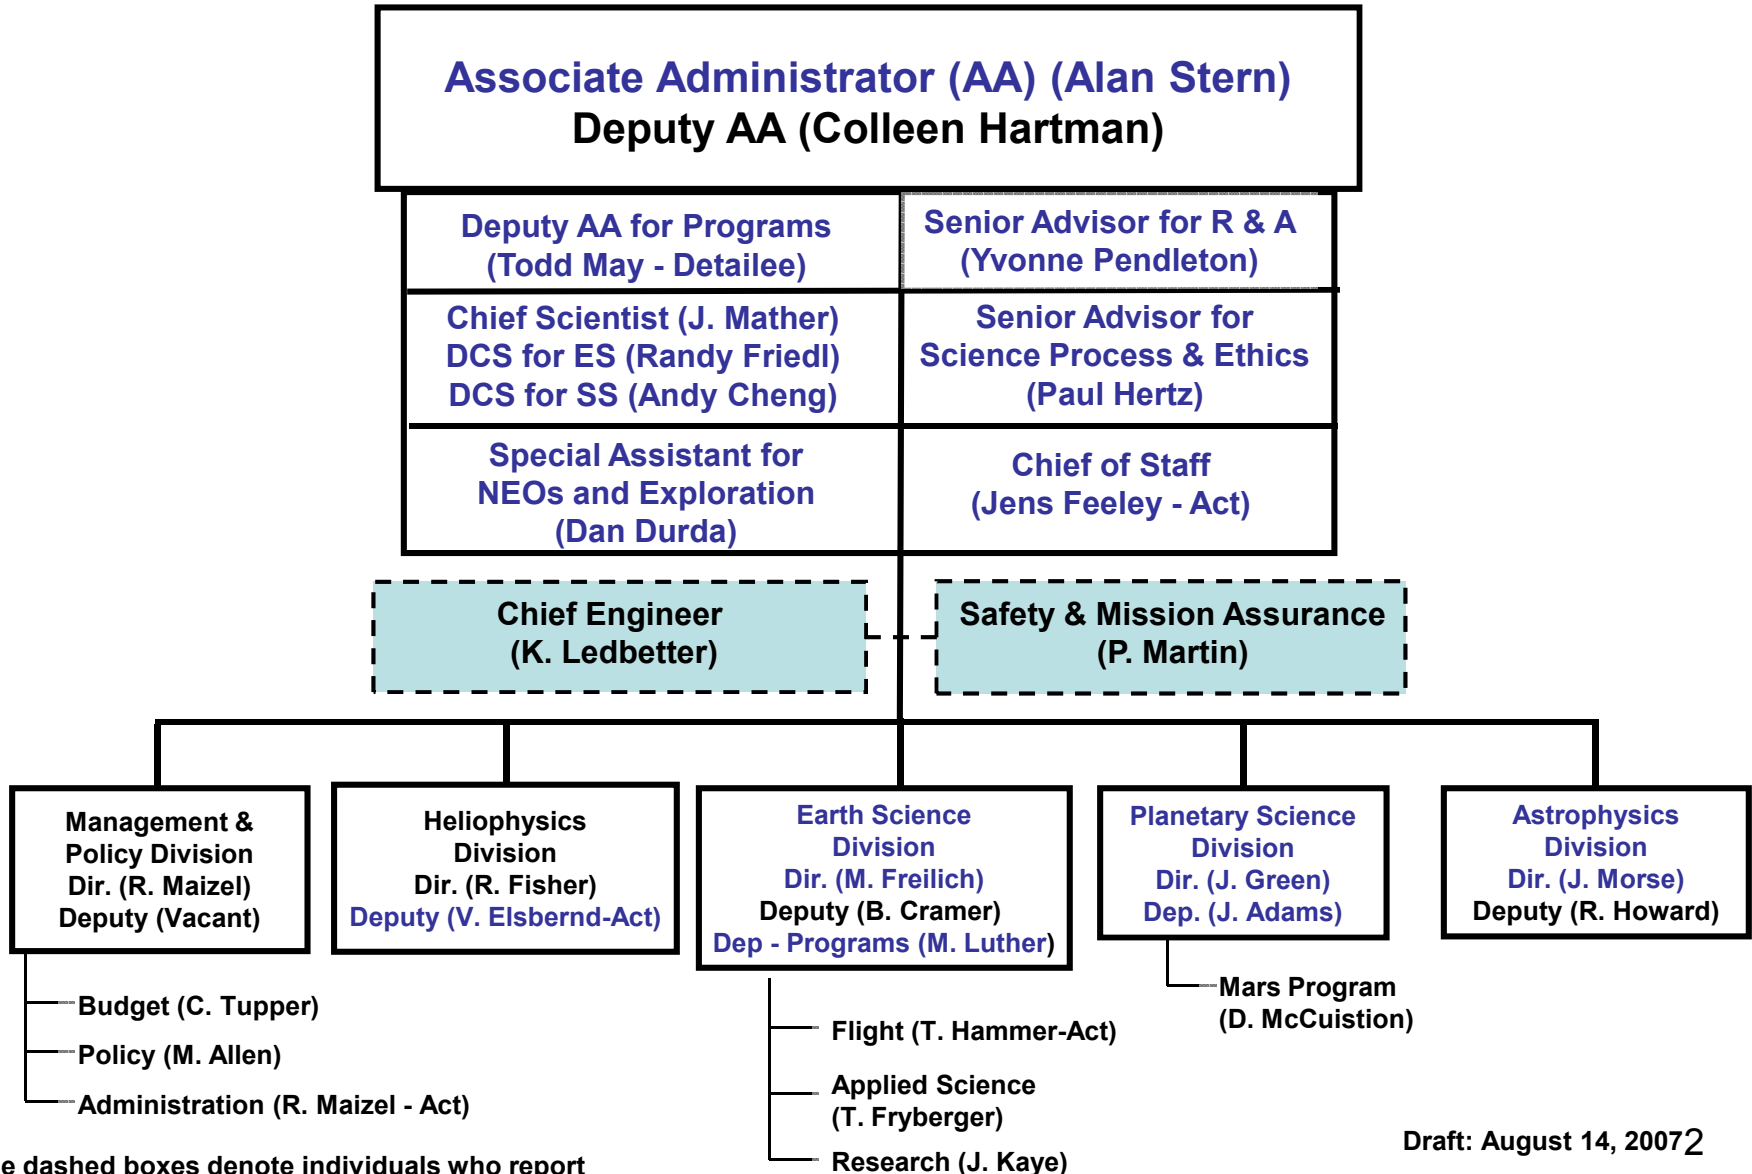 Associate Administrator (AA) (Alan Stern)
Deputy AA (Colleen Hartman)
Deputy AA for Programs
(Todd May - Detailee)
Senior Advisor for R & A
(Yvonne Pendleton)
Chief Scientist (J. Mather)
DCS for ES (Randy Friedl)
DCS for SS (Andy Cheng)
Senior Advisor for
Science Process & Ethics
(Paul Hertz)
Special Assistant for
NEOs and Exploration
(Dan Durda)
Chief of Staff
(Jens Feeley - Act)
Chief Engineer
(K. Ledbetter)
Safety & Mission Assurance
(P. Martin)
Management &
Policy Division
Dir. (R. Maizel)
Deputy (Vacant)
Heliophysics
Division
Dir. (R. Fisher)
Deputy (V. Elsbernd-Act)
Earth Science
Division
Dir. (M. Freilich)
Deputy (B. Cramer)
Dep - Programs (M. Luther)
Planetary Science
Division
Dir. (J. Green)
Dep. (J. Adams)
Astrophysics
Division
Dir. (J. Morse)
Deputy (R. Howard)
Budget (C. Tupper)
Policy (M. Allen)
Administration (R. Maizel - Act)
Flight (T. Hammer-Act)
Applied Science
(T. Fryberger)
Research (J. Kaye)
Mars Program
(D. McCuistion)
dashed boxes denote individuals who report
Draft: August 14, 2007 2